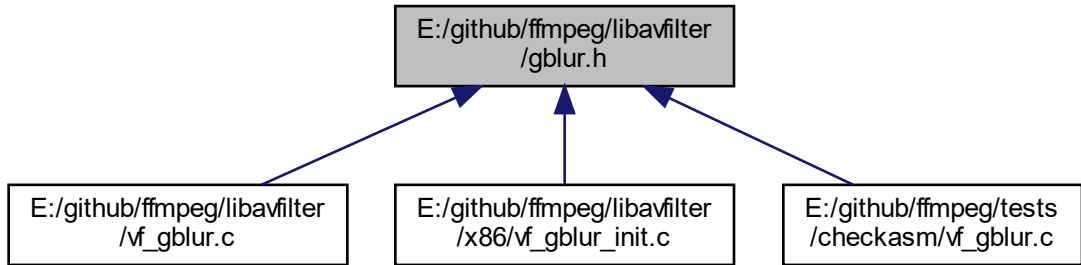 E:/github/ffmpeg/libavfilter
/gblur.h
E:/github/ffmpeg/libavfilter
/vf_gblur.c
E:/github/ffmpeg/libavfilter
/x86/vf_gblur_init.c
E:/github/ffmpeg/tests
/checkasm/vf_gblur.c